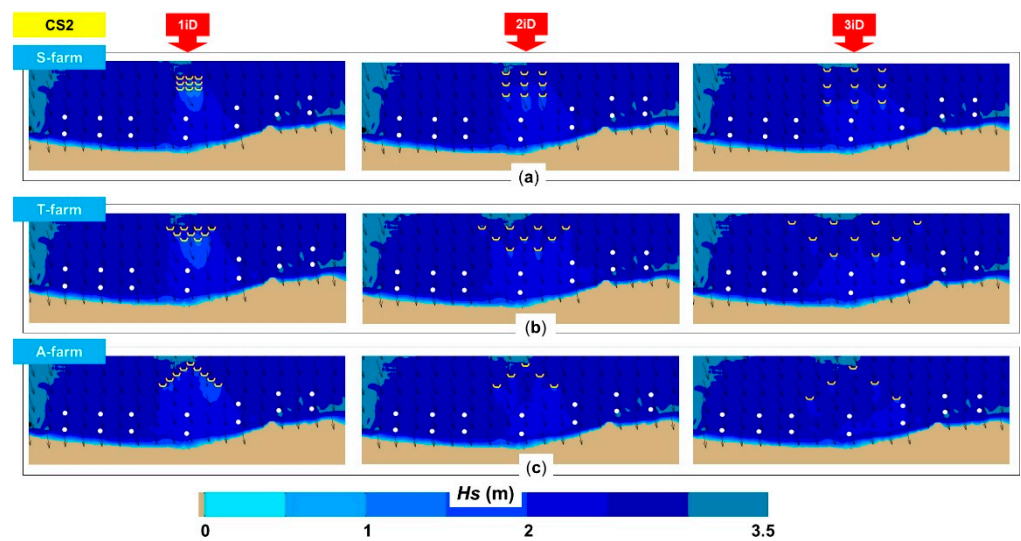 CS2 1iD 2iD 3iD
S-farm
(a)
T-farm
(b)
A-farm
(c)
Hs (m)
0 1 2 3.5